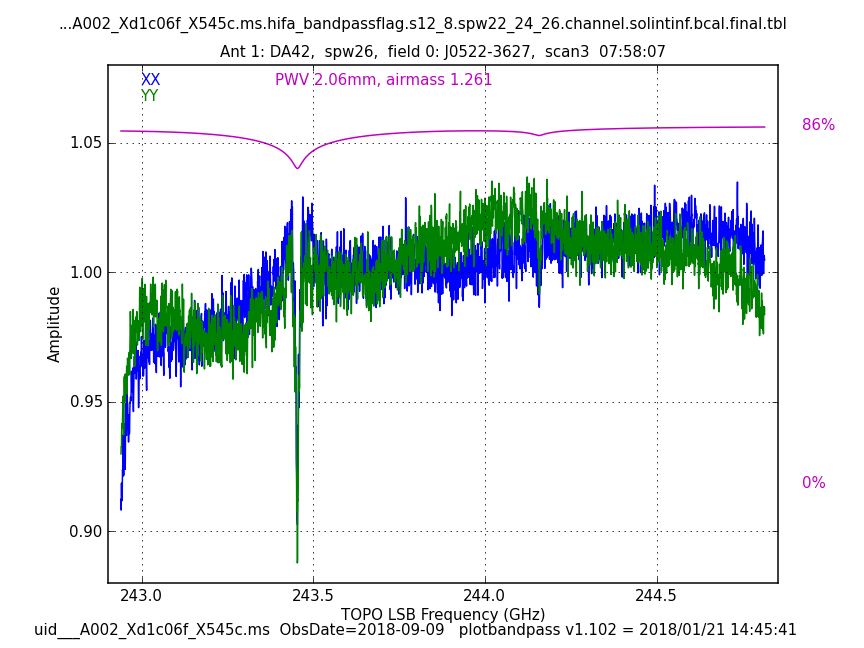 ...A002_Xd1c06f_X545c.ms.hifa_bandpassflag.s12_8.spw22_24_26.channel.solintinf.bcal.final.tbl
Ant 1: DA42,  spw26,  field 0: J0522-3627,  scan3  07:58:07
XX
PWV 2.06mm, airmass 1.261
YY
86%
1.05
1.00
0.95
0.90
Amplitude
0%
243.0
243.5
244.0
244.5
TOPO LSB Frequency (GHz)
uid___A002_Xd1c06f_X545c.ms  ObsDate=2018-09-09   plotbandpass v1.102 = 2018/01/21 14:45:41